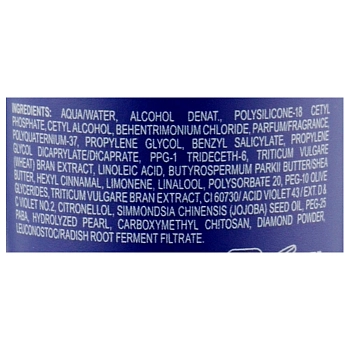 INGREDIENTS: AQUA/WATER, ALCOHOL DENAT., POLYSILICONE-18 CETYL
PHOSPHATE, CETYL ALCOHOL, BEHENTRIMONIUM CHLORIDE, PARFUM/FRAGRANCE,
POLYQUATERNIUM-37, PROPYLENE GLYCOL, BENZYL SALICYLATE, PROPYLENE
GLYCOL DICAPRYLATE/DICAPRATE, PPG-1 TRIDECETH-6, TRITICUM VULGARE
(WHEAT) BRAN EXTRACT, LINOLEIC ACID, BUTYROSPERMUM PARKII BUTTER/SHEA
BUTTER, HEXYL CINNAMAL, LIMONENE, LINALOOL, POLYSORBATE 20, PEG-10 OLIVE
GLYCERIDES, TRITICUM VULGARE BRAN EXTRACT, CI 60730/ ACID VIOLET 43 / EXT. D &
C VIOLET NO.2, CITRONELLOL, SIMMONDSIA CHINENSIS (JOJOBA) SEED OIL, PEG-25
PABA, HYDROLYZED PEARL, CARBOXYMETHYL CHITOSAN, DIAMOND POWDER,
LEUCONOSTOC/RADISH ROOT FERMENT FILTRATE.